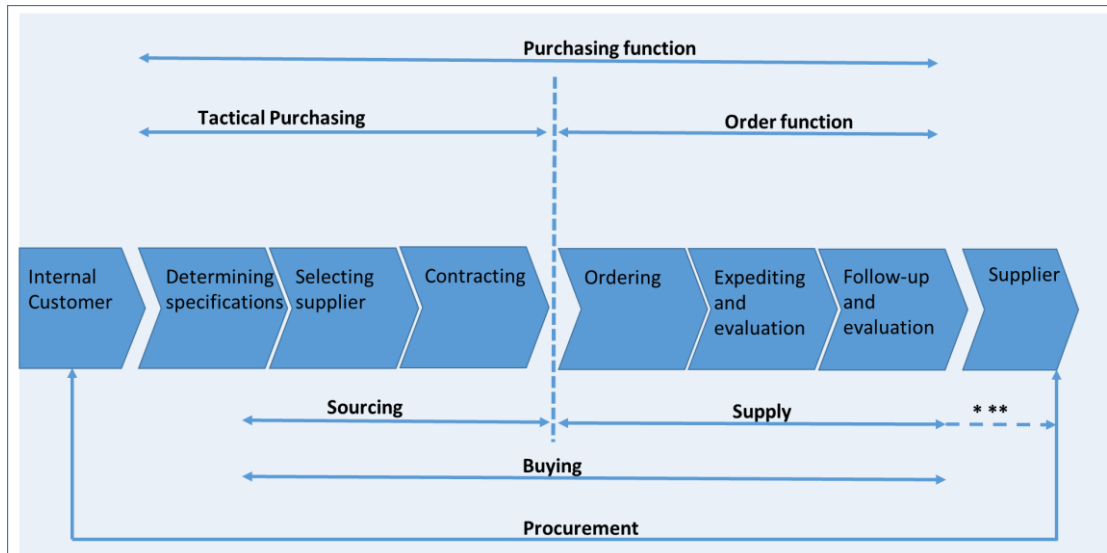 Purchasing function
Tactical Purchasing
Order function
Internal
Customer
Determining
specifications
Selecting
supplier
Contracting
Ordering
Expediting
and
evaluation
Follow-up
and
evaluation
Supplier
Sourcing
Supply
* **
Buying
Procurement